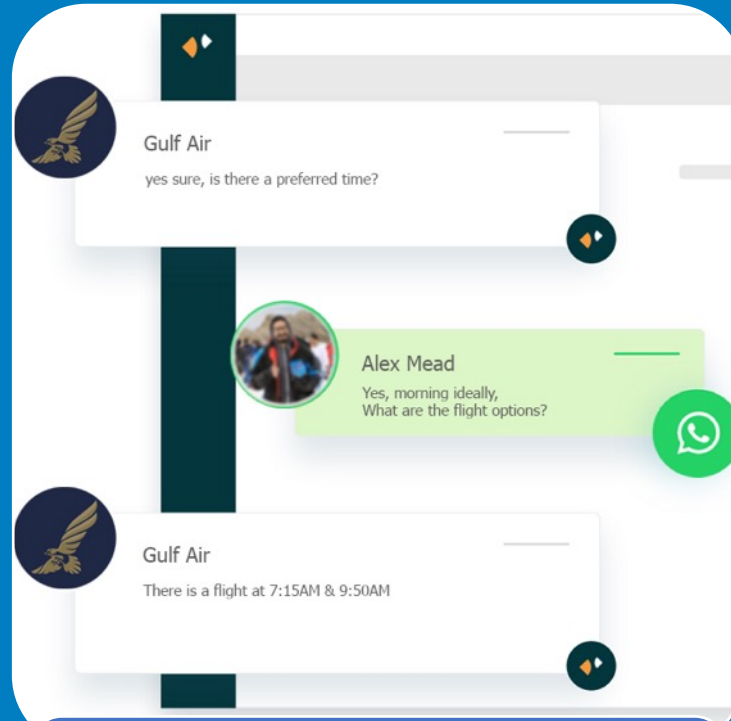 Gulf Air
yes sure, is there a preferred time?
Alex Mead
Yes, morning ideally,
What are the flight options?
Gulf Air
There is a flight at 7:15AM & 9:50AM